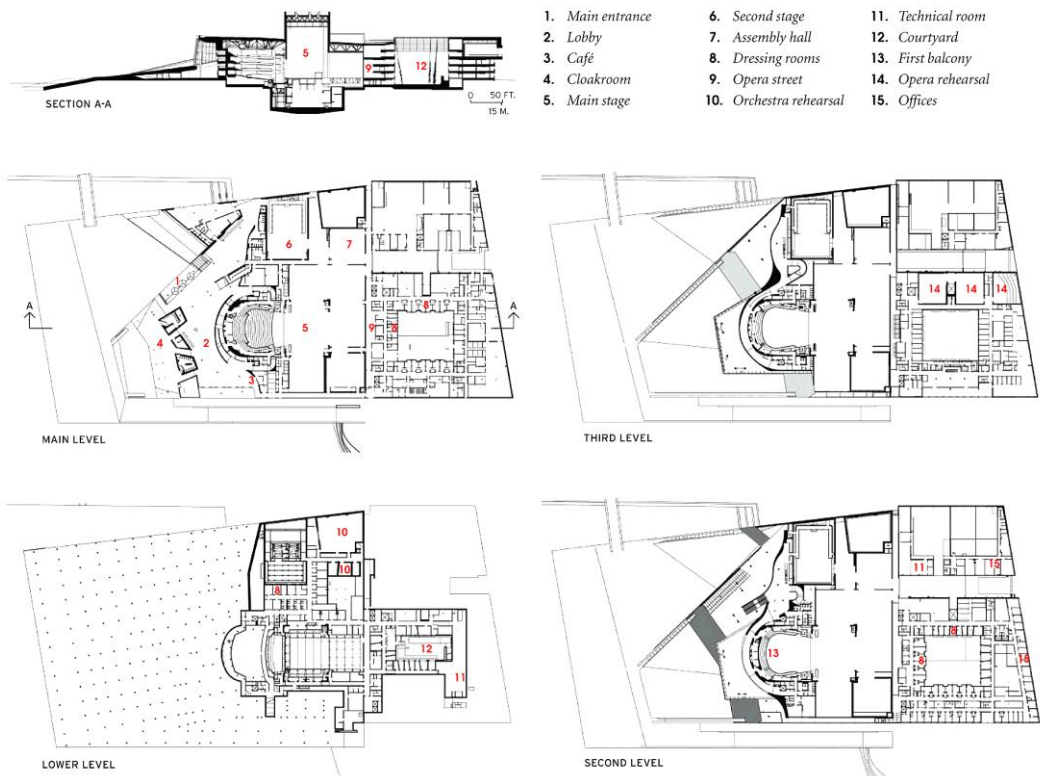 1. Main entrance
2. Lobby
3. Café
4. Cloakroom
5. Main stage
6. Second stage
7. Assembly hall
8. Dressing rooms
9. Opera street
10. Orchestra rehearsal
11. Technical room
12. Courtyard
13. First balcony
14. Opera rehearsal
15. Offices
5
9
12
SECTION A-A
0 50 FT.
15 M.
6
7
1
A
8
A
5
9
8
4
2
3
MAIN LEVEL
14
14
14
THIRD LEVEL
10
10
8
12
11
LOWER LEVEL
11
15
8
13
8
15
SECOND LEVEL